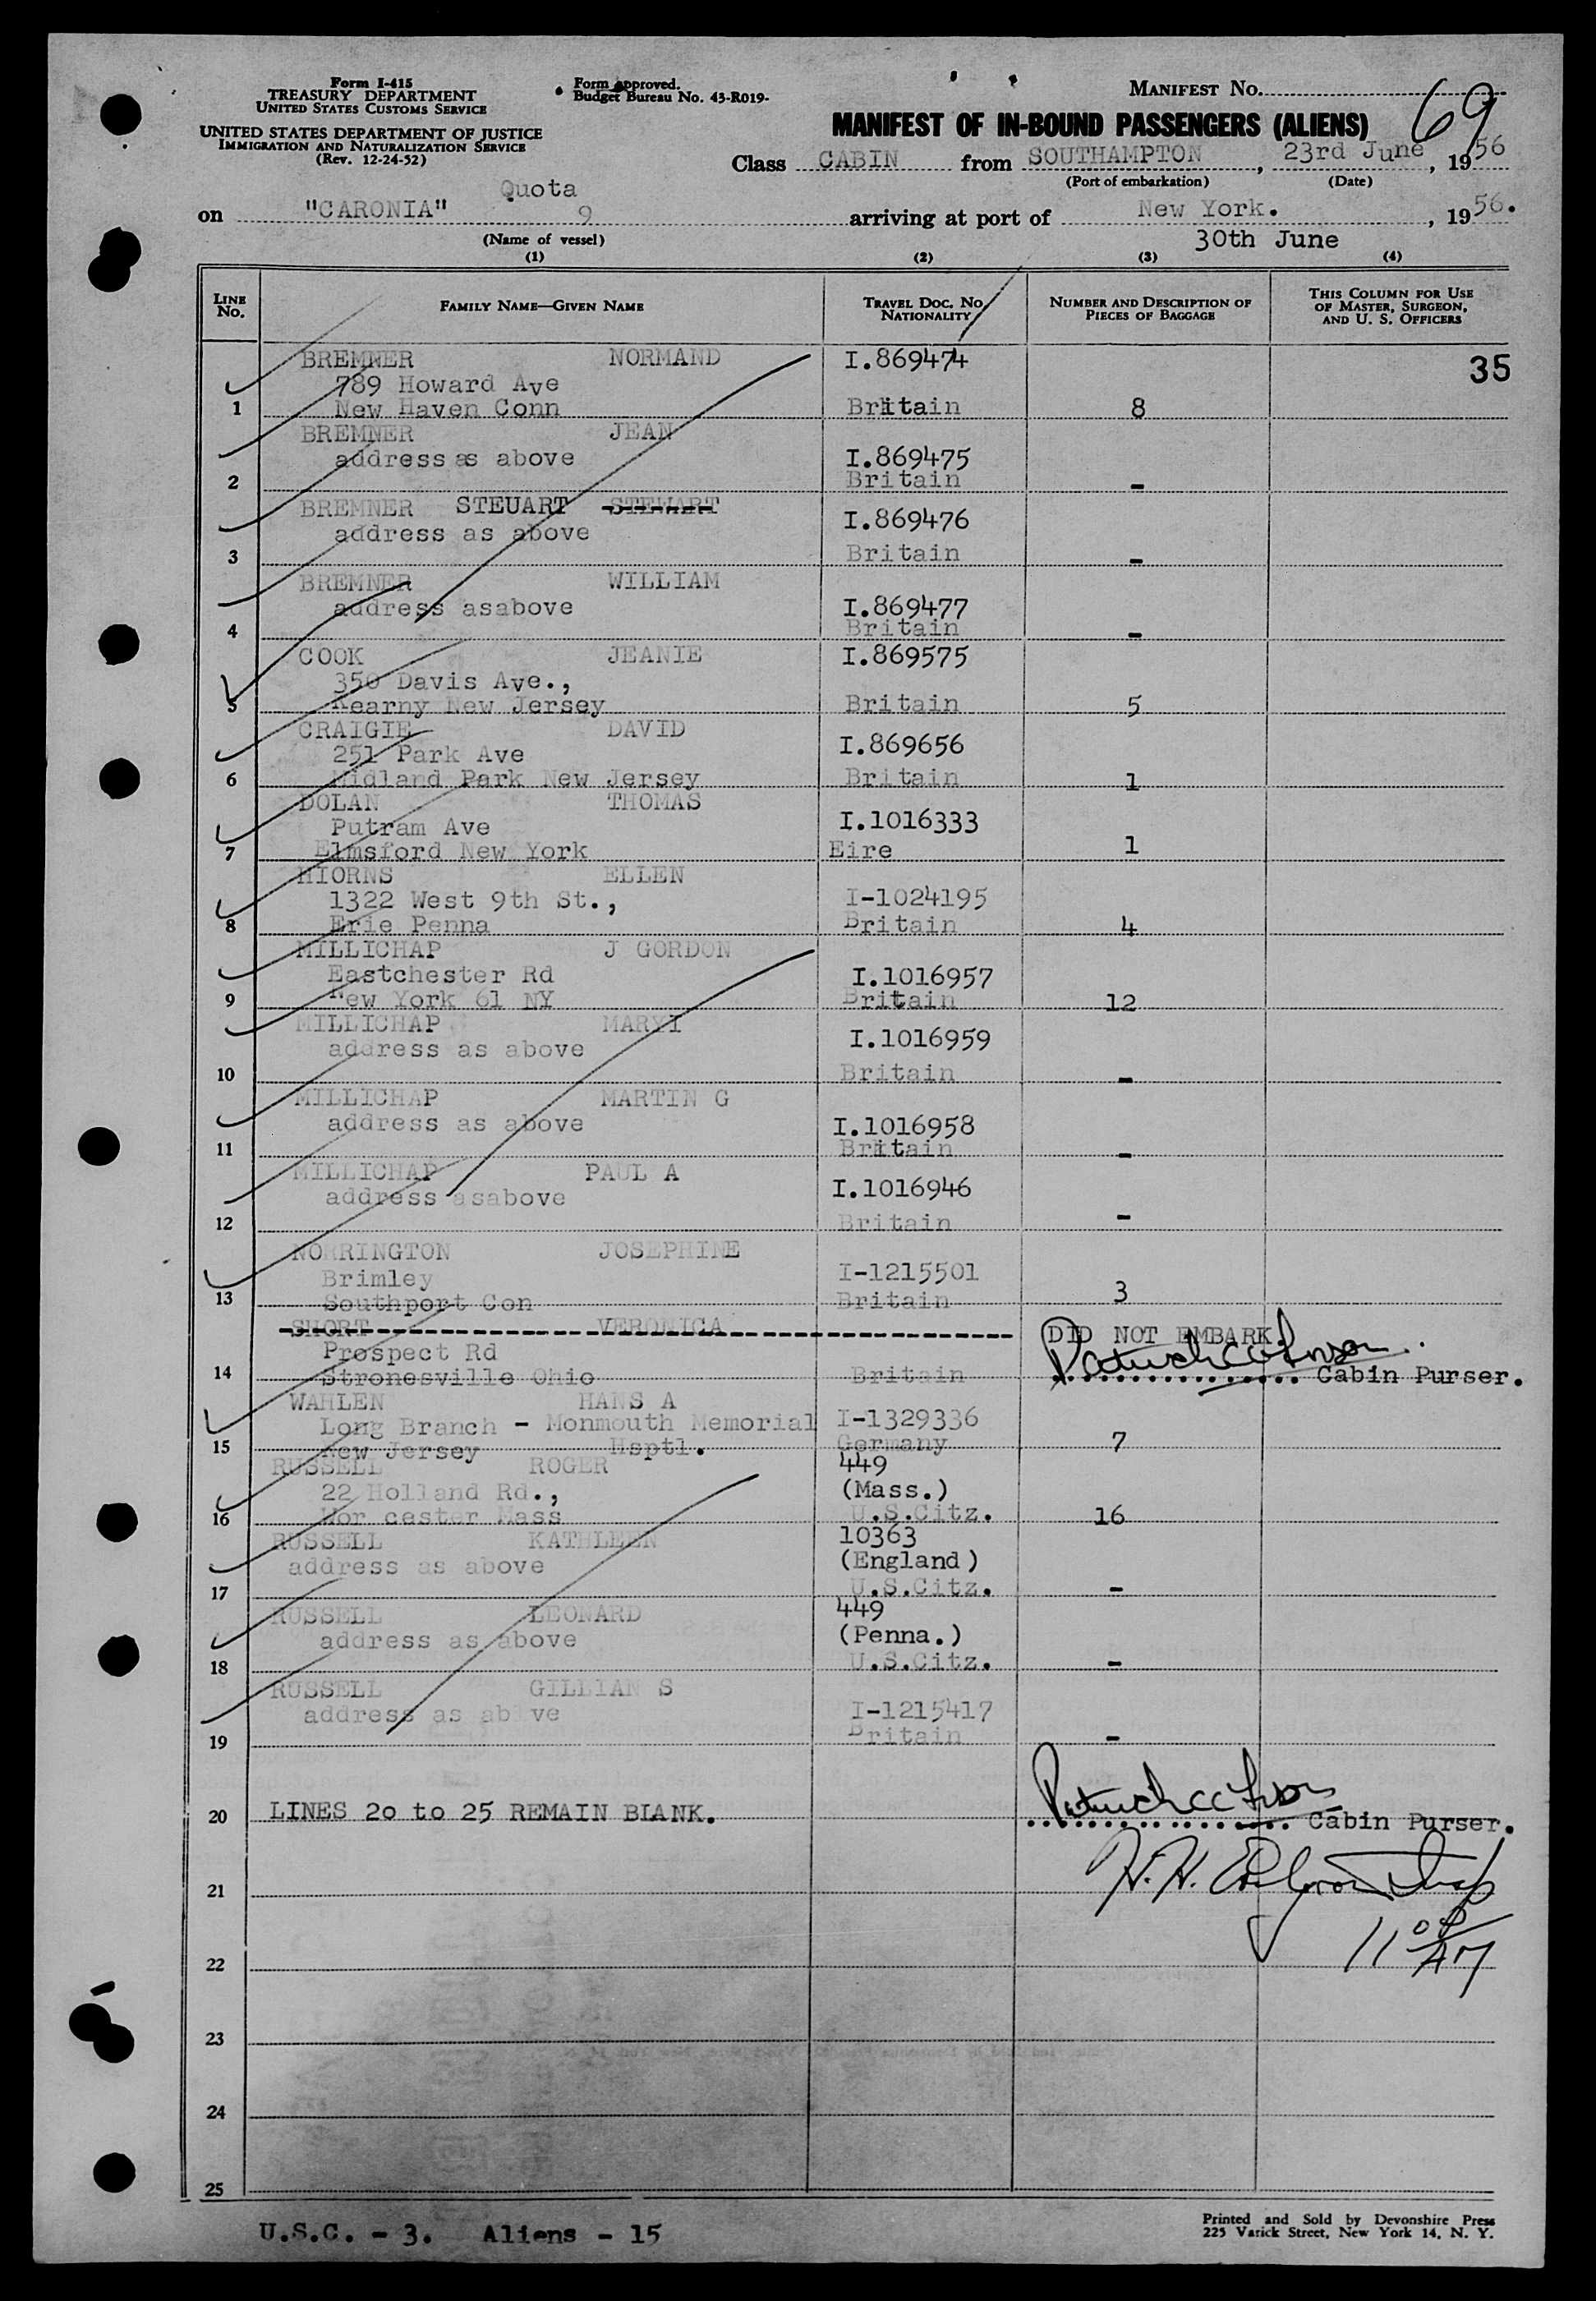 Form I-415
TREASURY DEPARTMENT
UNITED STATES CUSTOMS SERVICE
UNITED STATES DEPARTMENT OF JUSTICE
IMMIGRATION AND NATURALIZATION SERVICE
(Rev. 12-24-52)
Form approved.
Budget Bureau No. 43-R019-
MANIFEST No.
69
MANIFEST OF IN-BOUND PASSENGERS (ALIENS)
Class CABIN from SOUTHAMPTON, 23rd June, 1956
(Port of embarkation) (Date)
Quota
on "CARONIA" 9 arriving at port of New York. , 1956.
(Name of vessel) 30th June
(1) (2) (3) (4)
LINE No. FAMILY NAME—GIVEN NAME TRAVEL DOC. No. NATIONALITY NUMBER AND DESCRIPTION OF PIECES OF BAGGAGE THIS COLUMN FOR USE OF MASTER, SURGEON, AND U. S. OFFICERS
35
BREMNER NORMAND I.869474
789 Howard Ave
1 New Haven Conn Britain 8
BREMNER JEAN
address as above I.869475
2 Britain -
BREMNER STEUART STEWART
address as above I.869476
3 Britain -
BREMNER WILLIAM
address asabove I.869477
4 Britain -
COOK JEANIE I.869575
350 Davis Ave.,
5 Kearny New Jersey Britain 5
CRAIGIE DAVID
251 Park Ave I.869656
6 Midland Park New Jersey Britain 1
DOLAN THOMAS
Putram Ave I.1016333
7 Elmsford New York Eire 1
HIORNS ELLEN
1322 West 9th St., I-1024195
8 Erie Penna Britain 4
MILLICHAP J GORDON
Eastchester Rd I.1016957
9 New York 61 NY Britain 12
MILLICHAP MARYI
address as above I.1016959
10 Britain -
MILLICHAP MARTIN G
address as above I.1016958
11 Britain -
MILLICHAP PAUL A
address asabove I.1016946
12 Britain -
NORRINGTON JOSEPHINE
Brimley I-1215501
13 Southport Con Britain 3
SHORT VERONICA DID NOT EMBARK.
Prospect Rd
14 Stronesville Ohio Britain Cabin Purser.
WAHLEN HANS A
Long Branch - Monmouth Memorial I-1329336
15 New Jersey Hsptl. Germany 7
RUSSELL ROGER 449
22 Holland Rd., (Mass.)
16 Wor cester Mass U.S.Citz. 16
RUSSELL KATHLEEN 10363
address as above (England)
17 U.S.Citz. -
RUSSELL LEONARD 449
address as above (Penna.)
18 U.S.Citz. -
RUSSELL GILLIAN S
address as ab ve I-1215417
19 Britain -
20 LINES 20 to 25 REMAIN BLANK. Cabin Purser.
21 H. H.
22 11 00 AM
23
24
25
U.S.C. - 3. Aliens - 15
Printed and Sold by Devonshire Press
225 Varick Street, New York 14, N. Y.